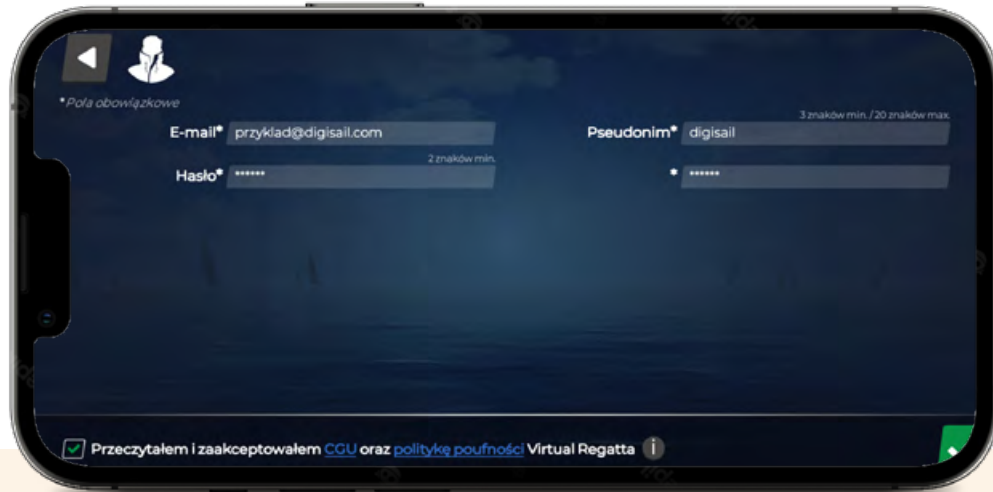 *Pola obowiązkowe
3 znaków min. / 20 znaków max.
E-mail* przyklad@digisail.com
Pseudonim* digisail
2 znaków min.
Hasło* ******
* ******
Przeczytałem i zaakceptowałem CGU oraz politykę poufności Virtual Regatta i